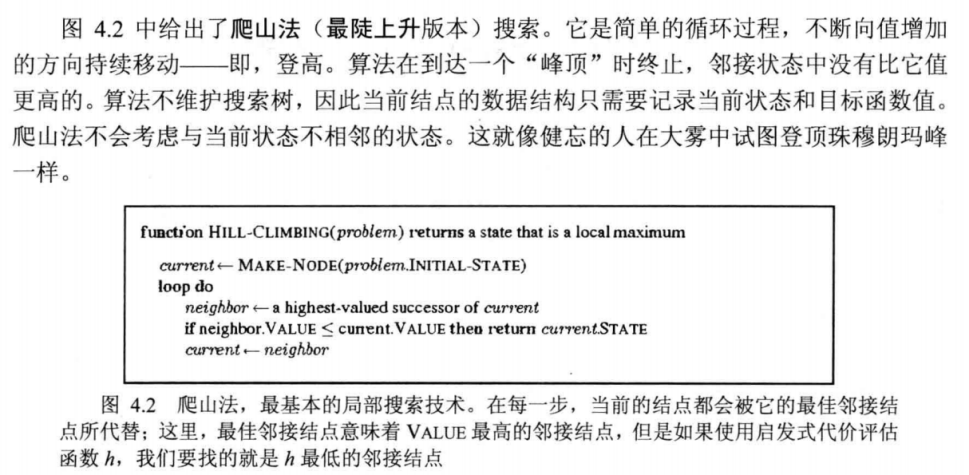 图 4.2 中给出了爬山法（最陡上升版本）搜索。它是简单的循环过程，不断向值增加
的方向持续移动——即，登高。算法在到达一个“峰顶”时终止，邻接状态中没有比它值
更高的。算法不维护搜索树，因此当前结点的数据结构只需要记录当前状态和目标函数值。
爬山法不会考虑与当前状态不相邻的状态。这就像健忘的人在大雾中试图登顶珠穆朗玛峰
一样。
function HILL-CLIMBING(problem) returns a state that is a local maximum
current ← MAKE-NODE(problem.INITIAL-STATE)
loop do
neighbor ← a highest-valued successor of current
if neighbor.VALUE ≤ current.VALUE then return current.STATE
current ← neighbor
图 4.2 爬山法，最基本的局部搜索技术。在每一步，当前的结点都会被它的最佳邻接结
点所代替；这里，最佳邻接结点意味着 VALUE 最高的邻接结点，但是如果使用启发式代价评估
函数 h，我们要找的就是 h 最低的邻接结点